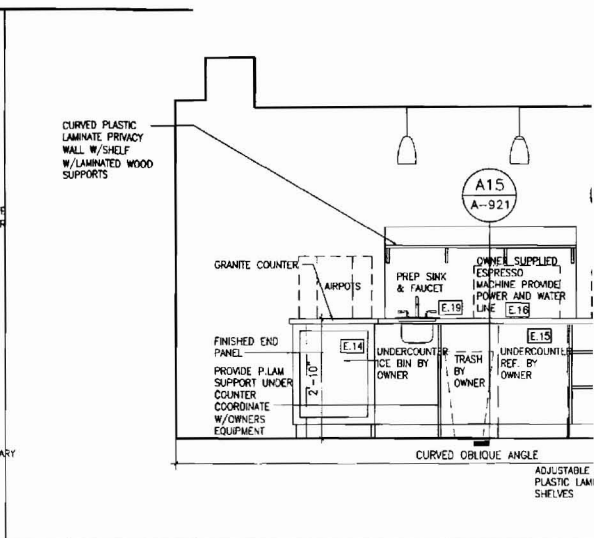 CURVED PLASTIC
LAMINATE PRIVACY
WALL W/SHELF
W/LAMINATED WOOD
SUPPORTS
A15
A-921
GRANITE COUNTER
AIRPOTS
PREP SINK
& FAUCET
E.19
OWNER SUPPLIED
ESPRESSO
MACHINE PROVIDE
POWER AND WATER
LINE
E.16
FINISHED END
PANEL
PROVIDE P.LAM
SUPPORT UNDER
COUNTER
COORDINATE
W/OWNERS
EQUIPMENT
2'-10"
E.14
UNDERCOUNTER
ICE BIN BY
OWNER
TRASH
BY
OWNER
E.15
UNDERCOUNTER
REF. BY
OWNER
CURVED OBLIQUE ANGLE
ADJUSTABLE
PLASTIC LAMI
SHELVES
ARY